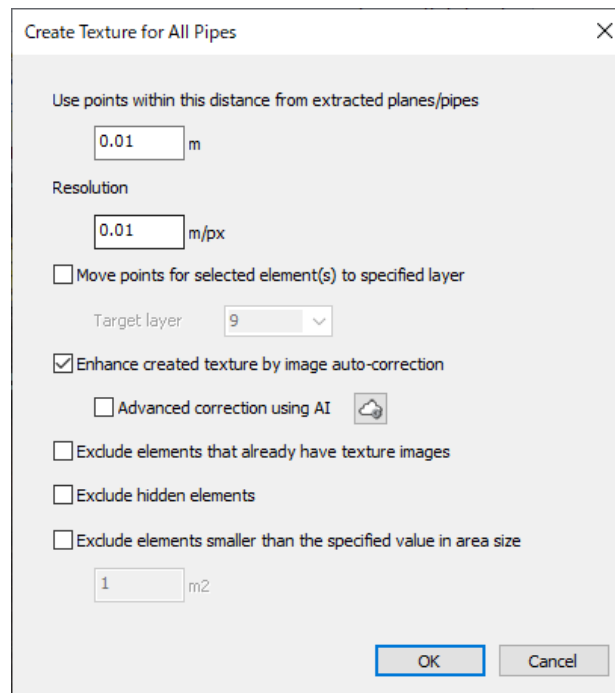 Create Texture for All Pipes
Use points within this distance from extracted planes/pipes
0.01 m
Resolution
0.01 m/px
Move points for selected element(s) to specified layer
Target layer 9
Enhance created texture by image auto-correction
Advanced correction using AI
Exclude elements that already have texture images
Exclude hidden elements
Exclude elements smaller than the specified value in area size
1 m2
OK Cancel